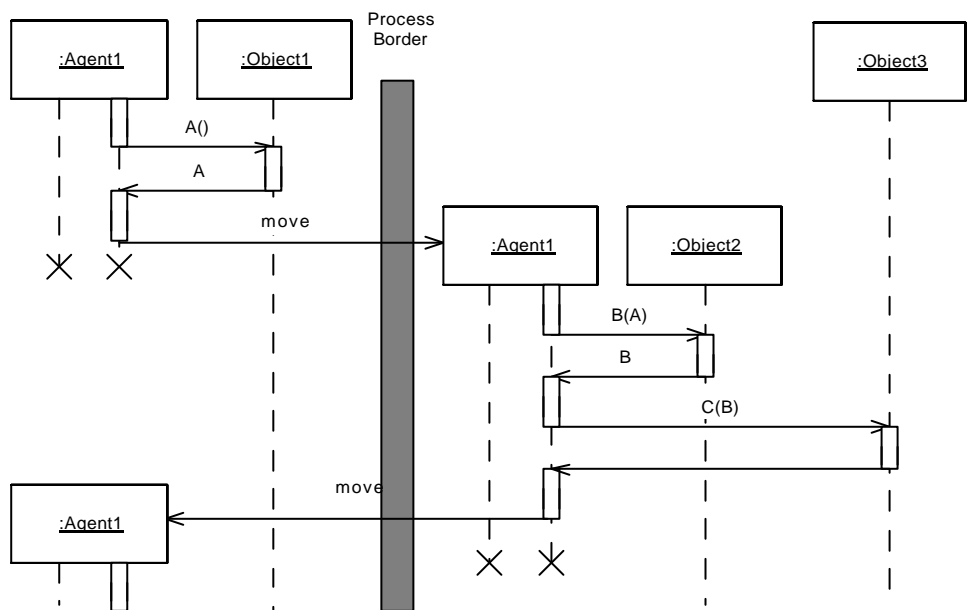 Process
Border
:Agent1
:Object1
:Object3
A()
A
move
:Agent1
:Object2
B(A)
B
C(B)
move
:Agent1